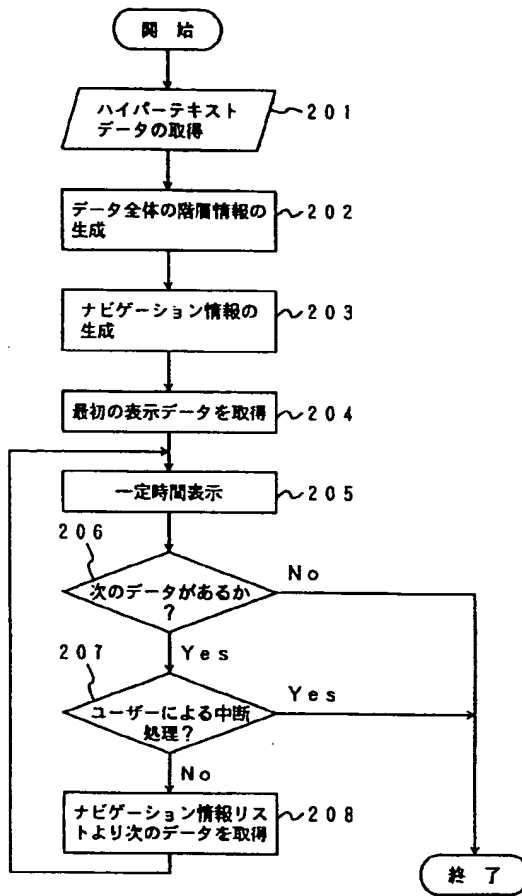 開 始
ハイパーテキスト
データの取得
201
データ全体の階層情報の
生成
202
ナビゲーション情報の
生成
203
最初の表示データを取得
204
一定時間表示
205
206
次のデータがあるか
?
No
Yes
207
ユーザーによる中断
処理?
Yes
No
ナビゲーション情報リス
トより次のデータを取得
208
終 了